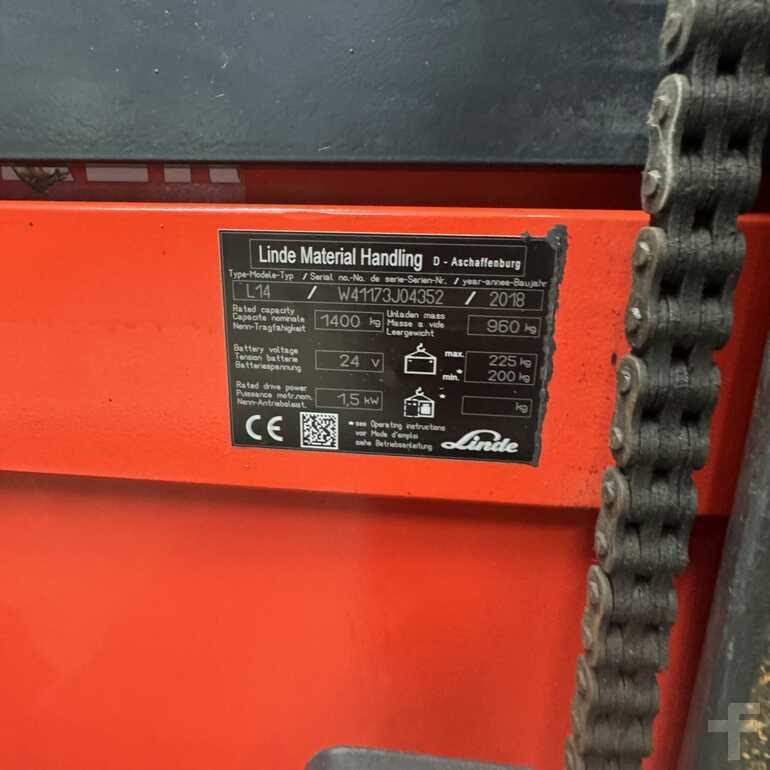 Linde Material Handling D - Aschaffenburg
Type-Modele-Typ / Serial no.-No. de serie-Serien-Nr. / year-annee-Baujahr
L14 / W41173J04352 / 2018
Rated capacity
Capacite nominale
Nenn-Tragfähigkeit
1400 kg
Unladen mass
Masse a vide
Leergewicht
960 kg
Battery voltage
Tension batterie
Batteriespannung
24 v
max. 225 kg
min.* 200 kg
Rated drive power
Puissance motr.nom.
Nenn-Antriebsleist.
1,5 kW
kg
CE
* see Operating instructions
voir Mode d'emploi
siehe Betriebsanleitung
Linde